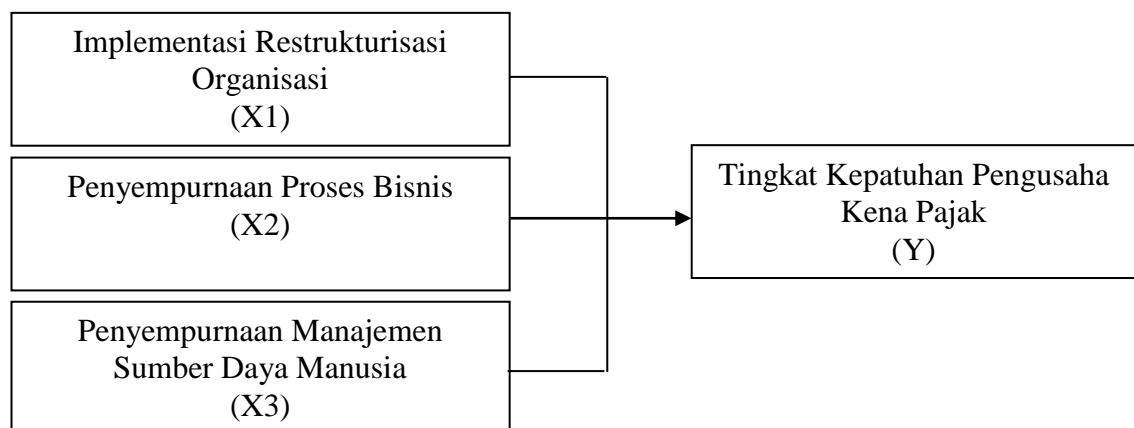 Implementasi Restrukturisasi
Organisasi
(X1)
Penyempurnaan Proses Bisnis
(X2)
Penyempurnaan Manajemen
Sumber Daya Manusia
(X3)
Tingkat Kepatuhan Pengusaha
Kena Pajak
(Y)